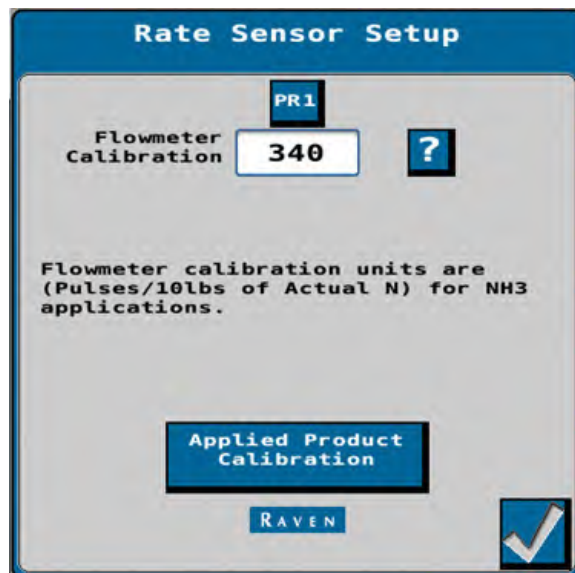 Rate Sensor Setup
PR1
Flowmeter
Calibration
340
?
Flowmeter calibration units are
(Pulses/10lbs of Actual N) for NH3
applications.
Applied Product
Calibration
RAVEN